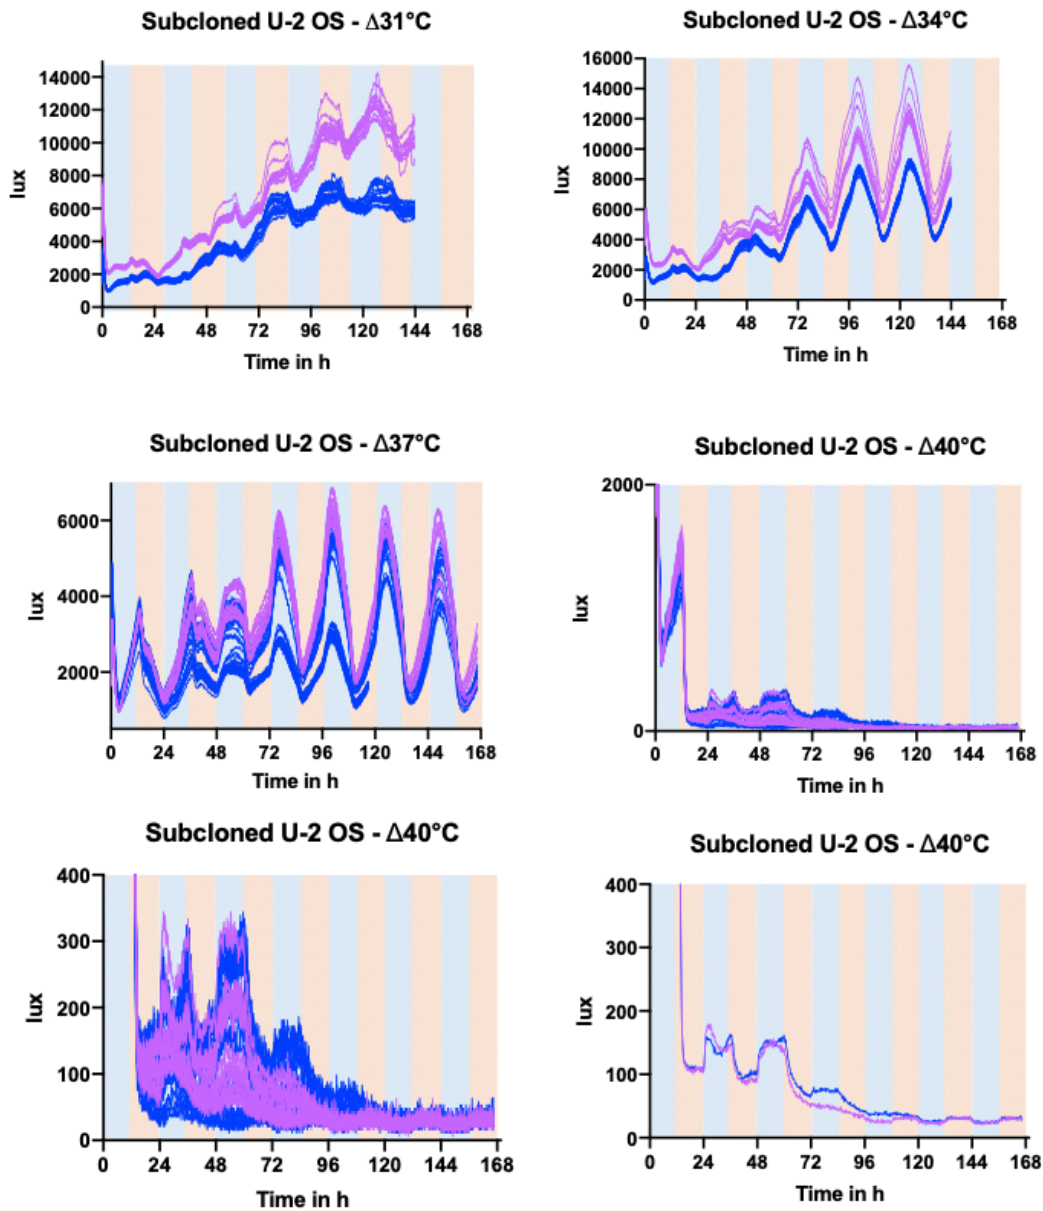 Subcloned U-2 OS - Δ31°C
14000
12000
10000
8000
6000
4000
2000
0
lux
0 24 48 72 96 120 144 168
Time in h
Subcloned U-2 OS - Δ34°C
16000
14000
12000
10000
8000
6000
4000
2000
0
lux
0 24 48 72 96 120 144 168
Time in h
Subcloned U-2 OS - Δ37°C
6000
4000
2000
lux
0 24 48 72 96 120 144 168
Time in h
Subcloned U-2 OS - Δ40°C
2000
0
lux
0 24 48 72 96 120 144 168
Time in h
Subcloned U-2 OS - Δ40°C
400
300
200
100
0
lux
0 24 48 72 96 120 144 168
Time in h
Subcloned U-2 OS - Δ40°C
400
300
200
100
0
lux
0 24 48 72 96 120 144 168
Time in h